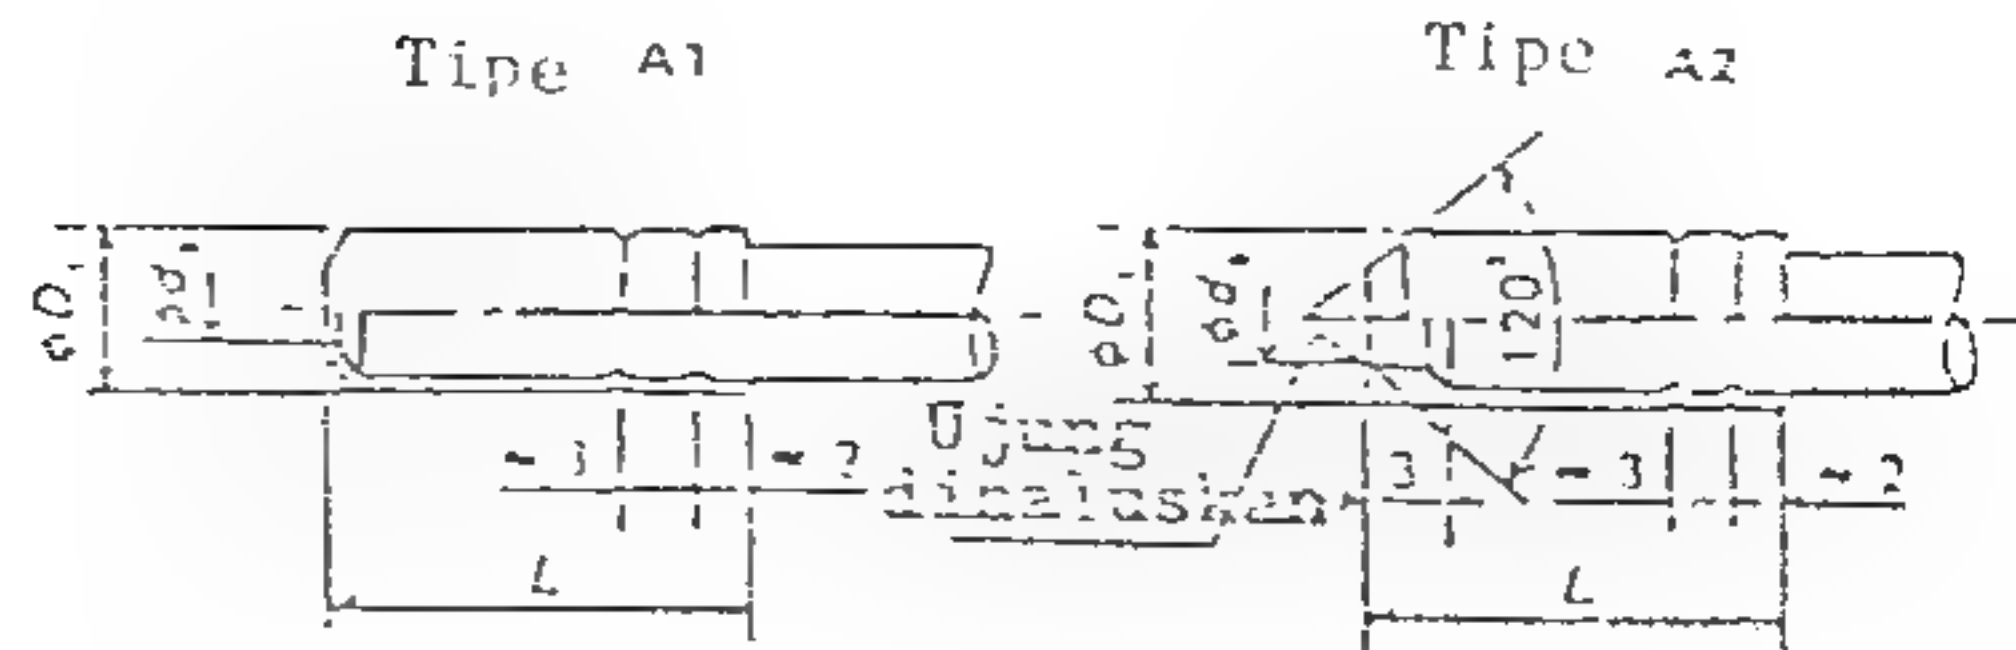 Tipe A1
Tipe A2
øD₁
ød₁
øD₁
ød₁
120°
Ujung
dihaluskan
~ 3
~ 2
3
~ 3
~ 2
L
L